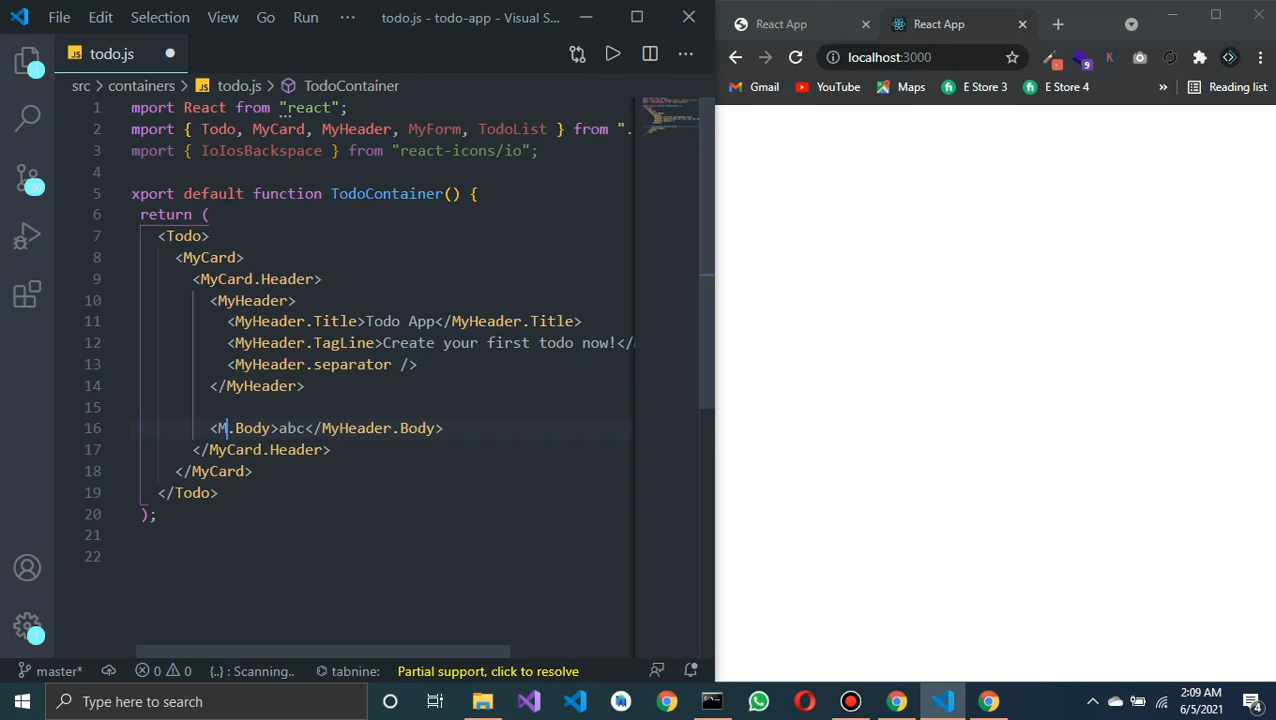 File Edit Selection View Go Run ··· todo.js - todo-app - Visual S...
React App
React App
JS todo.js
localhost:3000
src > containers > JS todo.js > TodoContainer
Gmail YouTube Maps E Store 3 E Store 4 » Reading list
1 mport React from "react";
2 mport { Todo, MyCard, MyHeader, MyForm, TodoList } from ".
3 mport { IoIosBackspace } from "react-icons/io";
4
5 xport default function TodoContainer() {
6 return (
7 <Todo>
8 <MyCard>
9 <MyCard.Header>
10 <MyHeader>
11 <MyHeader.Title>Todo App</MyHeader.Title>
12 <MyHeader.TagLine>Create your first todo now!</
13 <MyHeader.separator />
14 </MyHeader>
15
16 <M.Body>abc</MyHeader.Body>
17 </MyCard.Header>
18 </MyCard>
19 </Todo>
20 );
21
22
master* 0 0 {..} : Scanning.. tabnine: Partial support, click to resolve
Type here to search
2:09 AM
6/5/2021
4